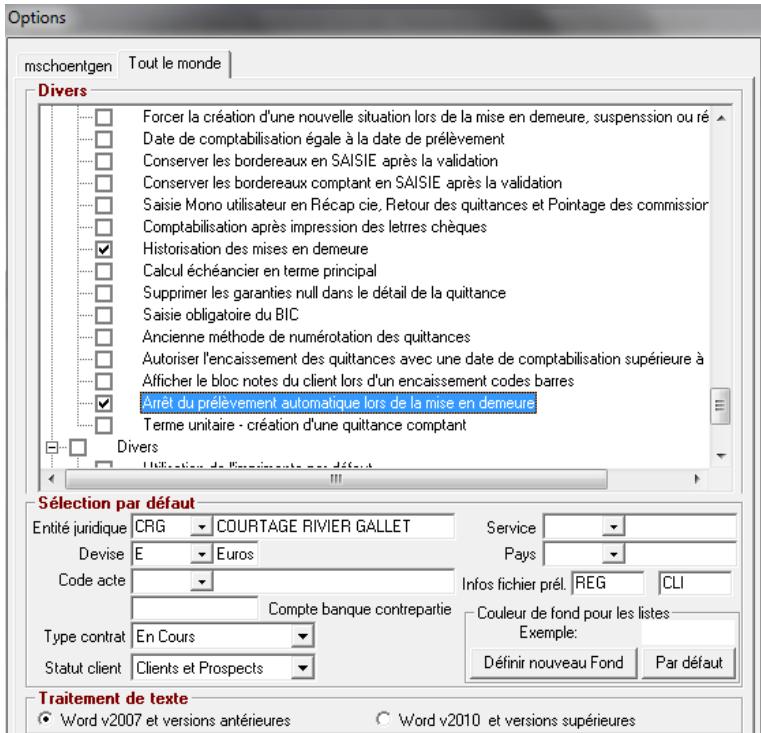 Options
mschoentgen Tout le monde
Divers
Forcer la création d'une nouvelle situation lors de la mise en demeure, suspenssion ou ré
Date de comptabilisation égale à la date de prélèvement
Conserver les bordereaux en SAISIE après la validation
Conserver les bordereaux comptant en SAISIE après la validation
Saisie Mono utilisateur en Récap cie, Retour des quittances et Pointage des commission
Comptabilisation après impression des letrres chèques
Historisation des mises en demeure
Calcul échéancier en terme principal
Supprimer les garanties null dans le détail de la quittance
Saisie obligatoire du BIC
Ancienne méthode de numérotation des quittances
Autoriser l'encaissement des quittances avec une date de comptabilisation supérieure à
Afficher le bloc notes du client lors d'un encaissement codes barres
Arrêt du prélèvement automatique lors de la mise en demeure
Terme unitaire - création d'une quittance comptant
Divers
Utilisation de l'imprimante par défaut
Sélection par défaut
Entité juridique CRG COURTAGE RIVIER GALLET Service
Devise E Euros Pays
Code acte Infos fichier prél. REG CLI
Compte banque contrepartie Couleur de fond pour les listes
Type contrat En Cours Exemple:
Statut client Clients et Prospects Définir nouveau Fond Par défaut
Traitement de texte
Word v2007 et versions antérieures Word v2010 et versions supérieures